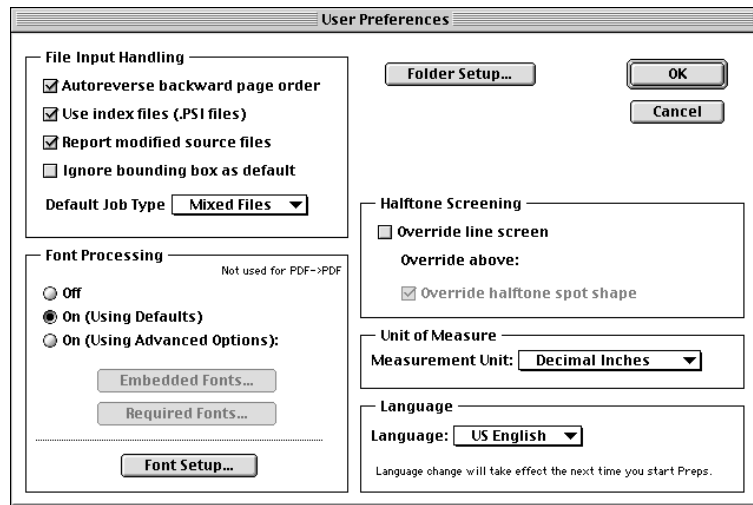 User Preferences
File Input Handling
Autoreverse backward page order
Use index files (.PSI files)
Report modified source files
Ignore bounding box as default
Default Job Type Mixed Files
Font Processing
Not used for PDF->PDF
Off
On (Using Defaults)
On (Using Advanced Options):
Embedded Fonts...
Required Fonts...
Font Setup...
Folder Setup...
OK
Cancel
Halftone Screening
Override line screen
Override above:
Override halftone spot shape
Unit of Measure
Measurement Unit: Decimal Inches
Language
Language: US English
Language change will take effect the next time you start Preps.